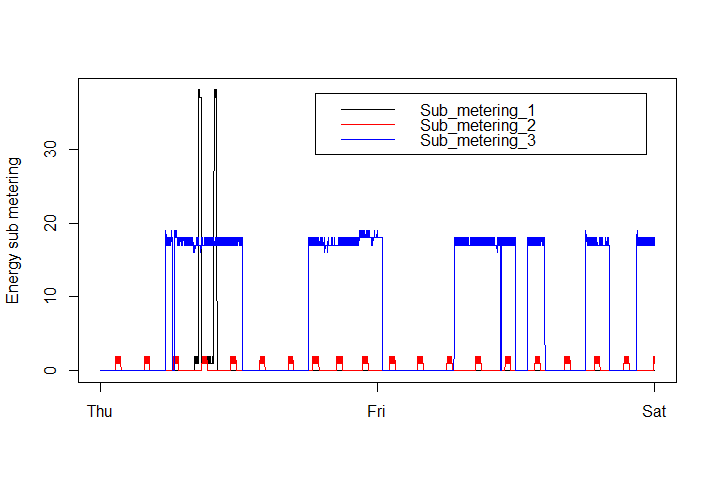 Energy sub metering
0
10
20
30
Sub_metering_1
Sub_metering_2
Sub_metering_3
Thu
Fri
Sat